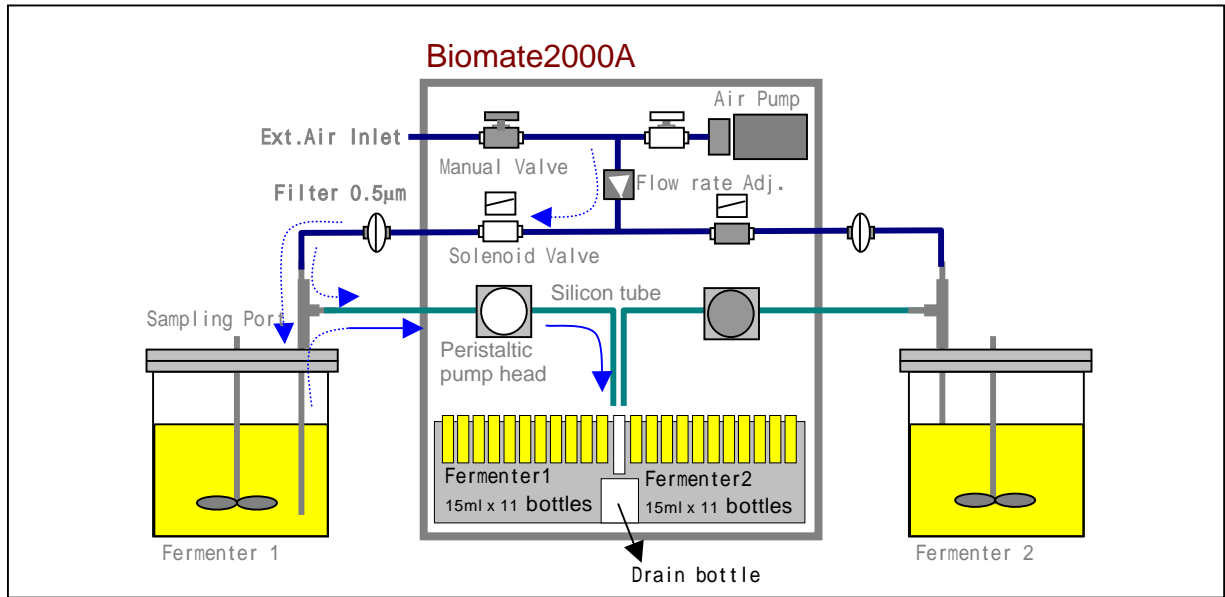 Biomate2000A
Air Pump
Ext.Air Inlet
Manual Valve
Flow rate Adj.
Filter 0.5μm
Solenoid Valve
Silicon tube
Sampling Port
Peristaltic
pump head
Fermenter1
15ml x 11 bottles
Fermenter2
15ml x 11 bottles
Fermenter 1
Fermenter 2
Drain bottle